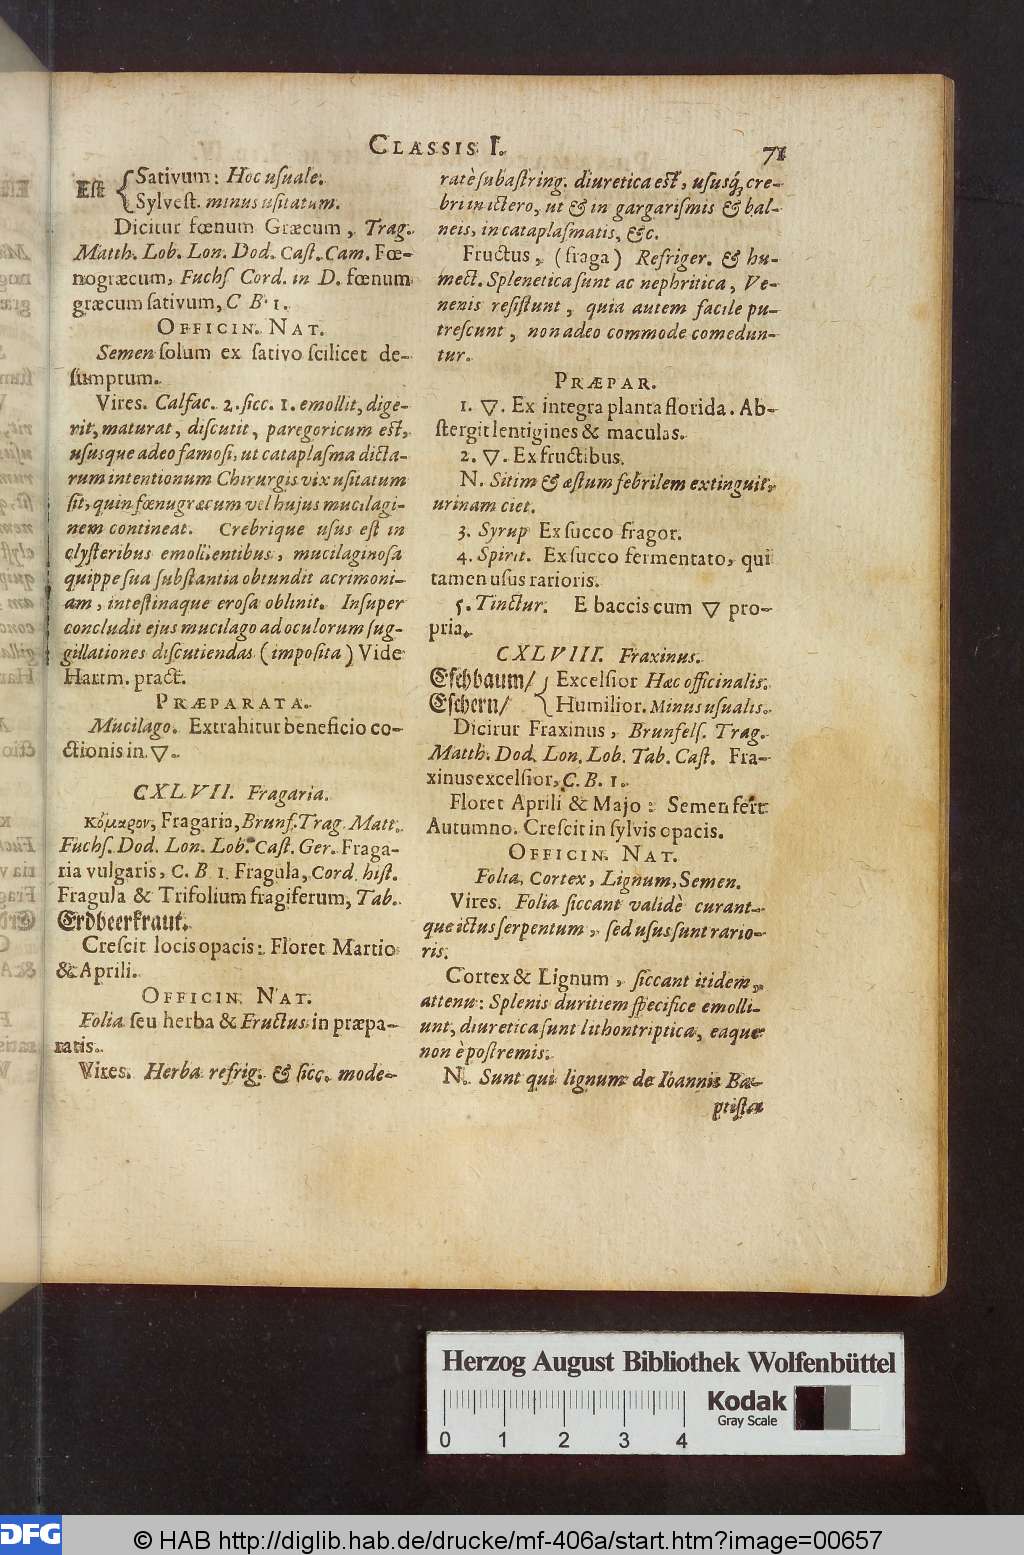 CLASSIS I. 71
Est { Sativum: Hoc usuale.
Sylvest. minus usitatum.
Dicitur fœnum Græcum, Trag.
Matth. Lob. Lon. Dod. Cast. Cam. Fœ-
nogræcum, Fuchs Cord. in D. fœnum
græcum sativum, C B. 1.
OFFICIN. NAT.
Semen solum ex sativo scilicet de-
sumptum.
Vires. Calfac. 2. sicc. 1. emollit, dige-
rit, maturat, discutit, paregoricum est,
ususque adeo famosi, ut cataplasma dicta-
rum intentionum Chirurgis vix usitatum
sit, quin fœnugræcum vel hujus mucilagi-
nem contineat. Crebrique usus est in
clysteribus emollientibus, mucilaginosa
quippe sua substantia obtundit acrimoni-
am, intestinaque erosa oblinit. Insuper
concludit ejus mucilago ad oculorum sug-
gillationes discutiendas (imposita) Vide
Hartm. pract.
PRÆPARATA.
Mucilago. Extrahitur beneficio co-
ctionis in ▽.
CXLVII. Fragaria.
κόμαρον, Fragaria, Brunf. Trag. Matt.
Fuchs. Dod. Lon. Lob. Cast. Ger. Fraga-
ria vulgaris, C. B 1. Fragula, Cord. hist.
Fragula & Trifolium fragiferum, Tab.
Erdbeerkraut.
Crescit locis opacis: Floret Martio
& Aprili.
OFFICIN. NAT.
Folia seu herba & Fructus in præpa-
ratis.
Vires. Herba refrig. & sicc. mode-
ratè substring. diuretica est,ususq́; cre-
bri in ictero, ut & in gargarismis & bal-
neis, in cataplasmatis, &c.
Fructus, (fraga) Refriger. & hu-
mect. Splenetica sunt ac nephritica, Ve-
nenis resistunt, quia autem facile pu-
trescunt, non adeo commode comedun-
tur.
PRÆPAR.
1. ▽. Ex integra planta florida. Ab-
stergit lentigines & maculas.
2. ▽. Ex fructibus.
N. Sitim & æstum febrilem extinguit,
urinam ciet.
3. Syrup Ex succo fragor.
4. Spirit. Ex succo fermentato, qui
tamen usus rarioris.
5. Tinctur. E baccis cum ▽ pro-
pria.
CXLVIII. Fraxinus.
Eschbaum/ { Excelsior Hæc officinalis.
Eschern/ Humilior. Minus usualis.
Dicitur Fraxinus, Brunfels. Trag.
Matth. Dod. Lon. Lob. Tab. Cast. Fra-
xinus excelsior, C. B. 1.
Floret Aprili & Majo: Semen fert
Autumno. Crescit in sylvis opacis.
OFFICIN. NAT.
Folia, Cortex, Lignum, Semen.
Vires. Folia siccant validè curant-
que ictus serpentum, sed usus sunt rario-
ris.
Cortex & Lignum, siccant itidem,
attenu: Splenis duritiem specifice emolli-
unt, diuretica sunt lithontriptica, eaque
non è postremis.
N. Sunt qui lignum de Ioannis Ba-
ptistæ
Herzog August Bibliothek Wolfenbüttel
Kodak
Gray Scale
0 1 2 3 4
DFG
© HAB http://diglib.hab.de/drucke/mf-406a/start.htm?image=00657